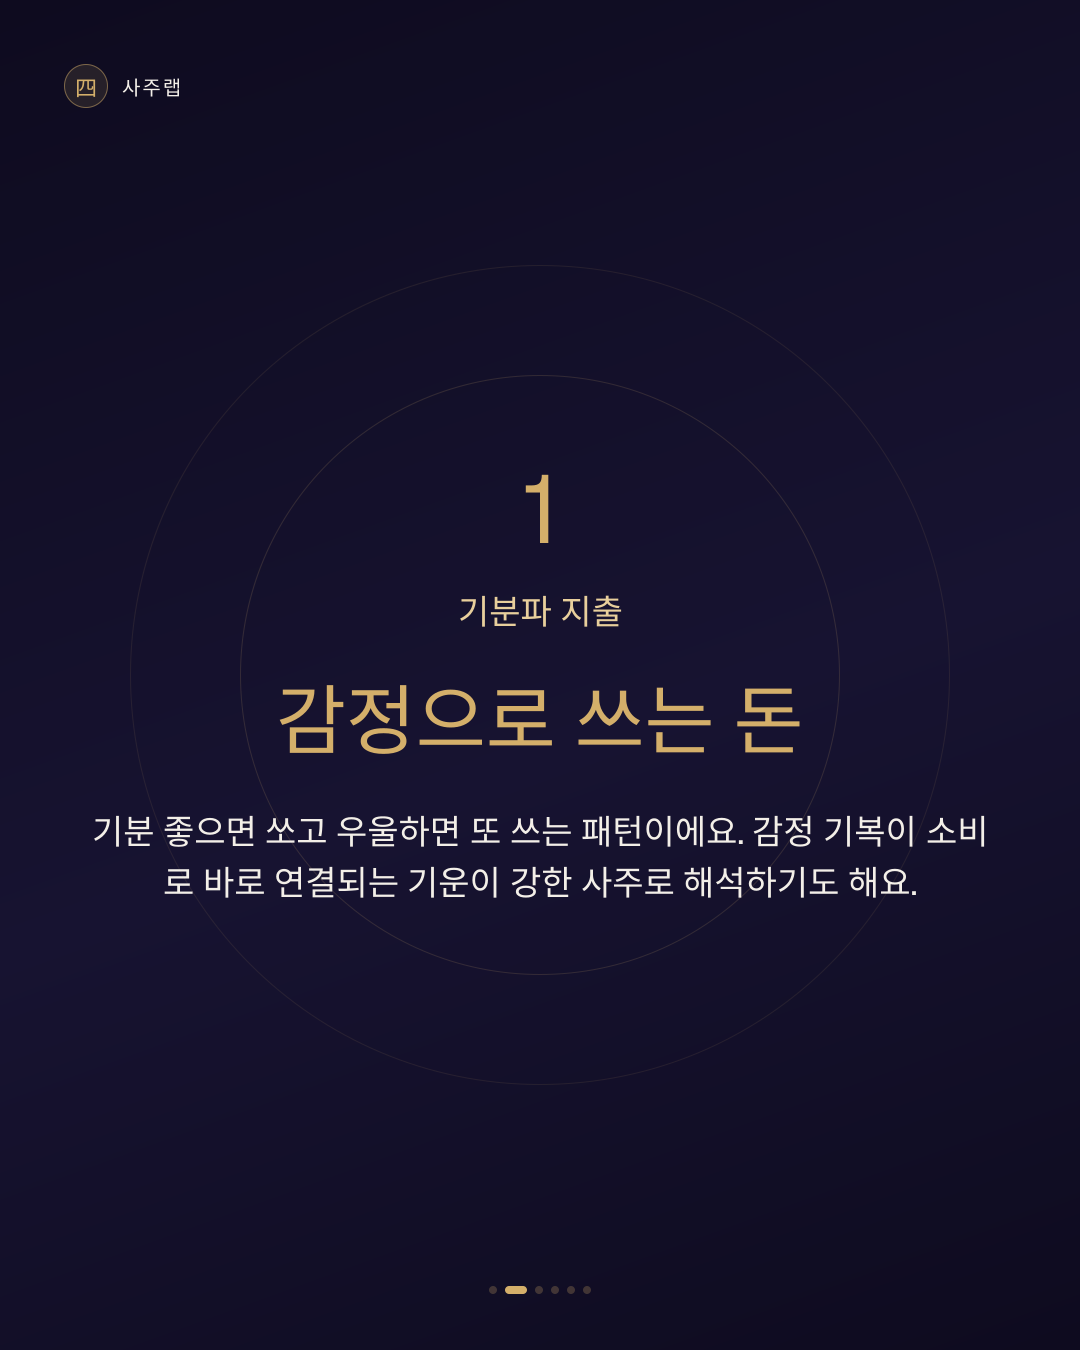 四 사주랩
1
기분파 지출
감정으로 쓰는 돈
기분 좋으면 쏘고 우울하면 또 쓰는 패턴이에요. 감정 기복이 소비
로 바로 연결되는 기운이 강한 사주로 해석하기도 해요.